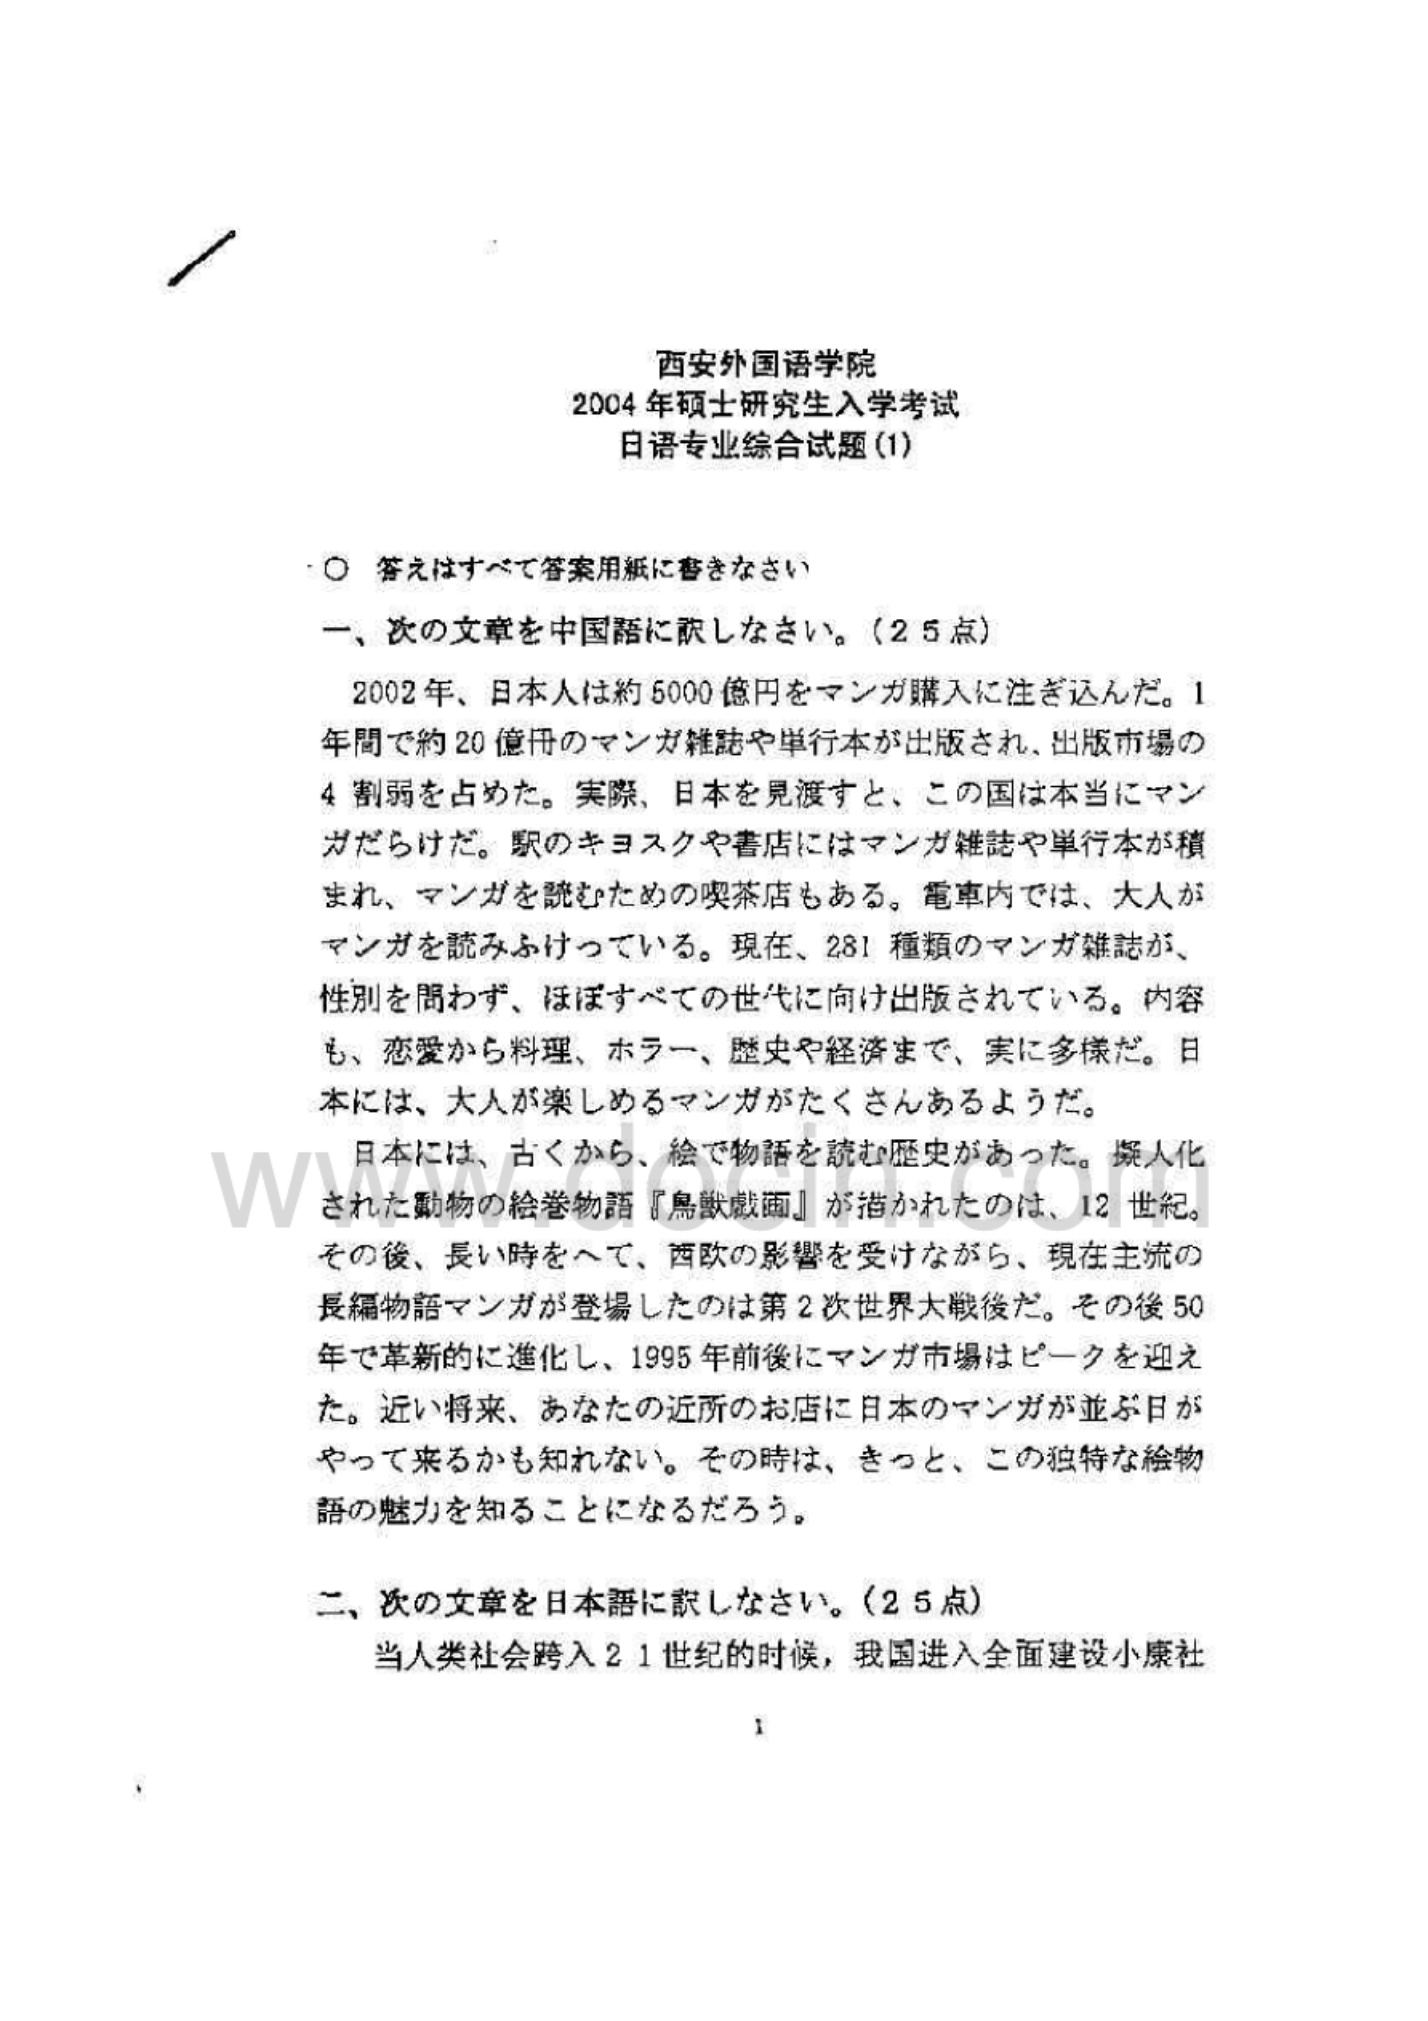 西安外国语学院
2004年硕士研究生入学考试
日语专业综合试题(1)
○ 答えはすべて答案用紙に書きなさい
一、次の文章を中国語に訳しなさい。（２５点）
2002年、日本人は約5000億円をマンガ購入に注ぎ込んだ。1
年間で約20億冊のマンガ雑誌や単行本が出版され、出版市場の
4割弱を占めた。実際、日本を見渡すと、この国は本当にマン
ガだらけだ。駅のキヨスクや書店にはマンガ雑誌や単行本が積
まれ、マンガを読むための喫茶店もある。電車内では、大人が
マンガを読みふけっている。現在、281種類のマンガ雑誌が、
性別を問わず、ほぼすべての世代に向け出版されている。内容
も、恋愛から料理、ホラー、歴史や経済まで、実に多様だ。日
本には、大人が楽しめるマンガがたくさんあるようだ。
日本には、古くから、絵で物語を読む歴史があった。擬人化
された動物の絵巻物語『鳥獣戯画』が描かれたのは、12世紀。
その後、長い時をへて、西欧の影響を受けながら、現在主流の
長編物語マンガが登場したのは第2次世界大戦後だ。その後50
年で革新的に進化し、1995年前後にマンガ市場はピークを迎え
た。近い将来、あなたの近所のお店に日本のマンガが並ぶ日が
やって来るかも知れない。その時は、きっと、この独特な絵物
語の魅力を知ることになるだろう。
二、次の文章を日本語に訳しなさい。（２５点）
当人类社会跨入２１世纪的时候，我国进入全面建设小康社
1
www.docin.com